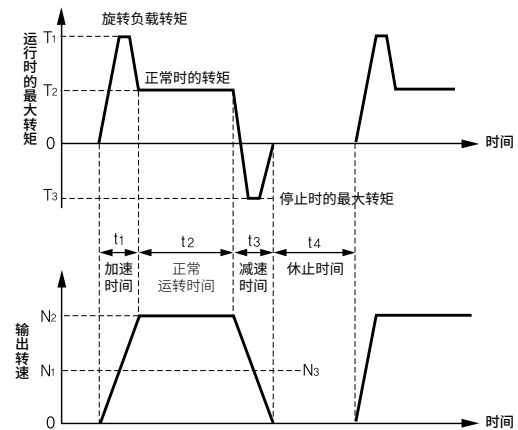 旋转负载转矩
T1
正常时的转矩
T2
运行时的最大转矩
0
时间
T3
停止时的最大转矩
t1
t2
t3
t4
加速
时间
正常
运转时间
减速
时间
休止时间
N2
输出转速
N1
N3
0
时间